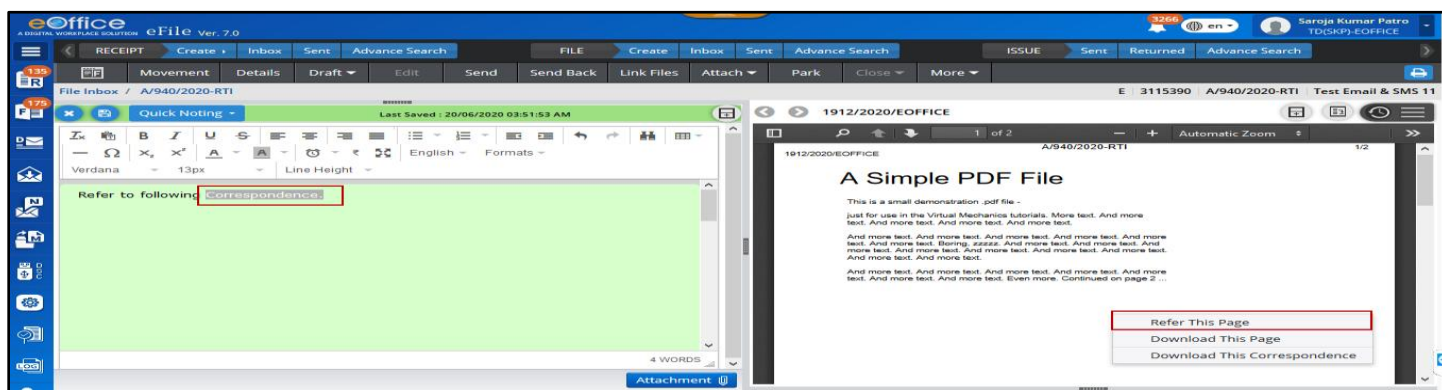 eOffice
A DIGITAL WORKPLACE SOLUTION eFile Ver. 7.0
3266 en Saroja Kumar Patro
TD(SKP)-EOFFICE
RECEIPT Create Inbox Sent Advance Search FILE Create Inbox Sent Advance Search ISSUE Sent Returned Advance Search
135 R Movement Details Draft Edit Send Send Back Link Files Attach Park Close More
File Inbox / A/940/2020-RTI E 3115390 A/940/2020-RTI Test Email & SMS 11
175 F Quick Noting Last Saved : 20/06/2020 03:51:53 AM 1912/2020/EOFFICE
B I U S
1 of 2 Automatic Zoom
Ω X₂ X² A A ₹ English Formats
Verdana 13px Line Height
1912/2020/EOFFICE A/940/2020-RTI 1/2
Refer to following Correspondence.
A Simple PDF File
This is a small demonstration .pdf file -
just for use in the Virtual Mechanics tutorials. More text. And more
text. And more text. And more text. And more text.
And more text. And more text. And more text. And more text. And more
text. And more text. Boring, zzzzz. And more text. And more text. And
more text. And more text. And more text. And more text. And more text.
And more text. And more text.
And more text. And more text. And more text. And more text. And more
text. And more text. And more text. Even more. Continued on page 2 ...
Refer This Page
Download This Page
Download This Correspondence
4 WORDS
Attachment